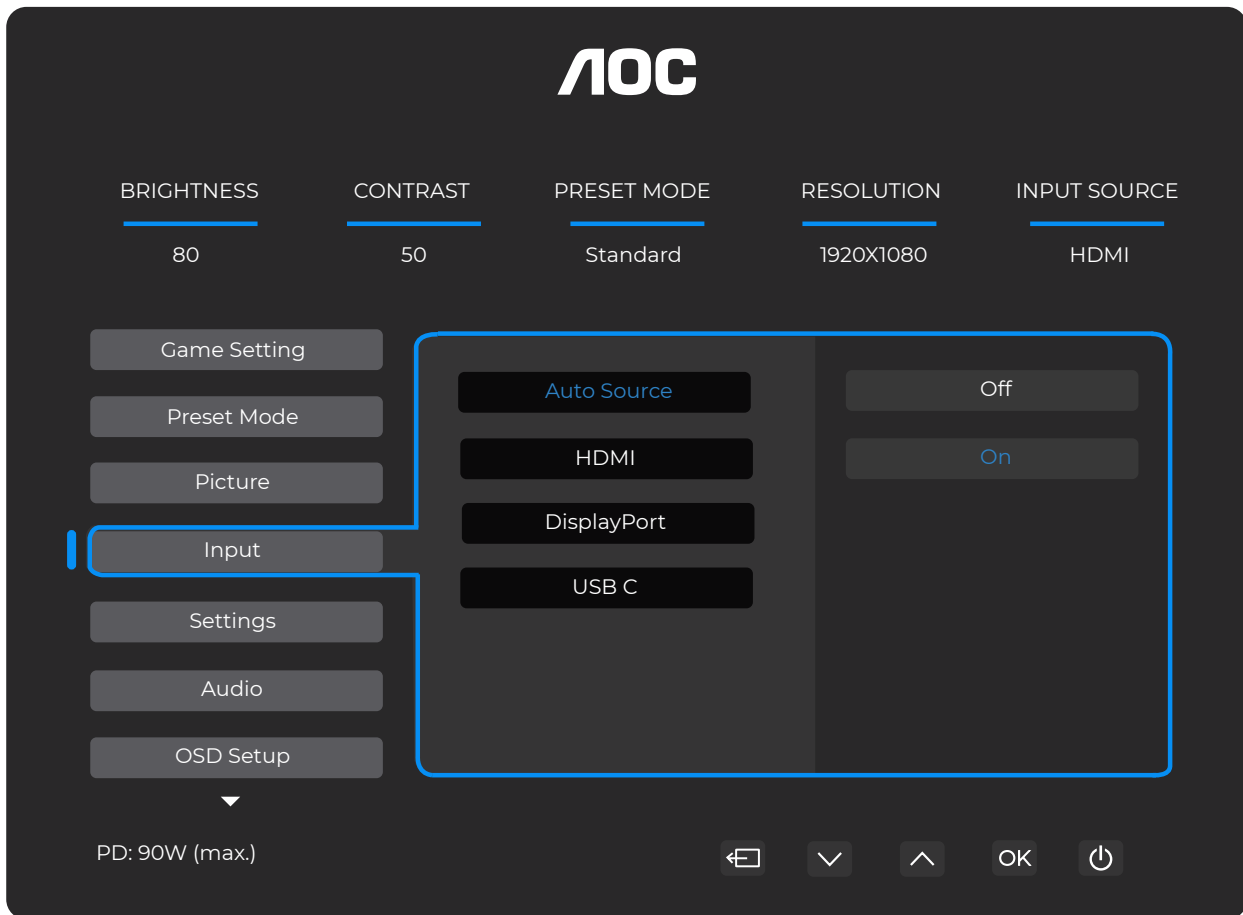 AOC
BRIGHTNESS CONTRAST PRESET MODE RESOLUTION INPUT SOURCE
80 50 Standard 1920X1080 HDMI
Game Setting
Preset Mode
Picture
Input
Settings
Audio
OSD Setup
Auto Source
HDMI
DisplayPort
USB C
Off
On
PD: 90W (max.)
OK